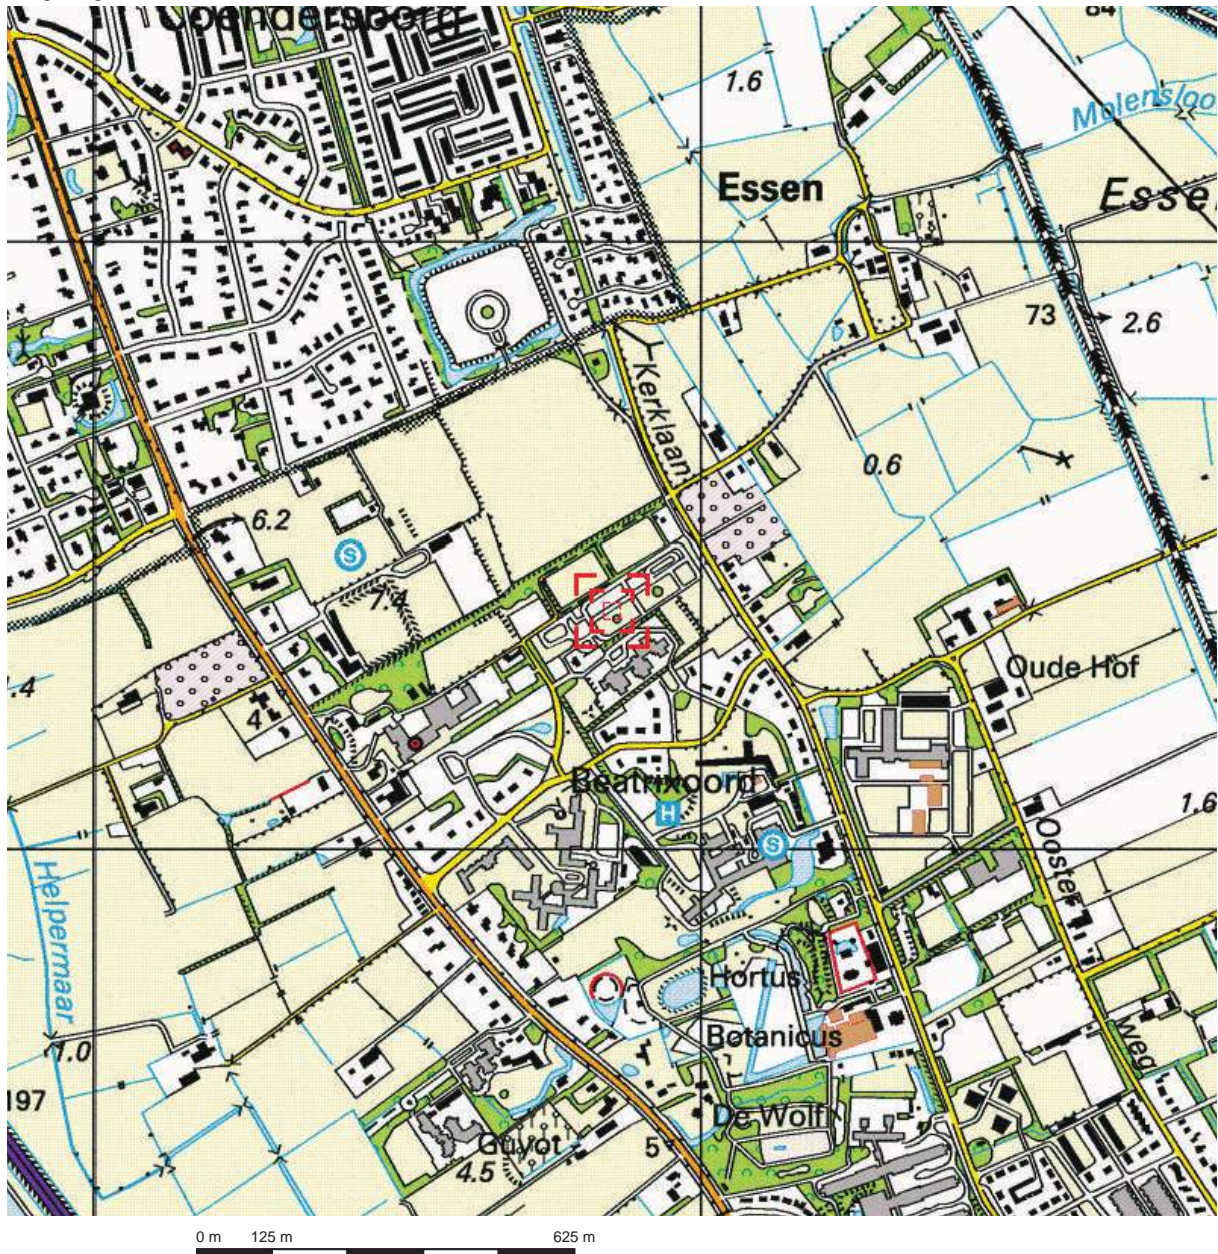 Coendersborg
64
1.6
Molensloo
Essen
Esse
73
2.6
Kerklaan
0.6
6.2
S
7.4
.4
Oude Hof
4
Beatrixoord
H
S
1.6
Ooster
Helpermaar
Hortus
Botanicus
1.0
weg
197
De Wolf
Guyot
5
4.5
0 m 125 m 625 m